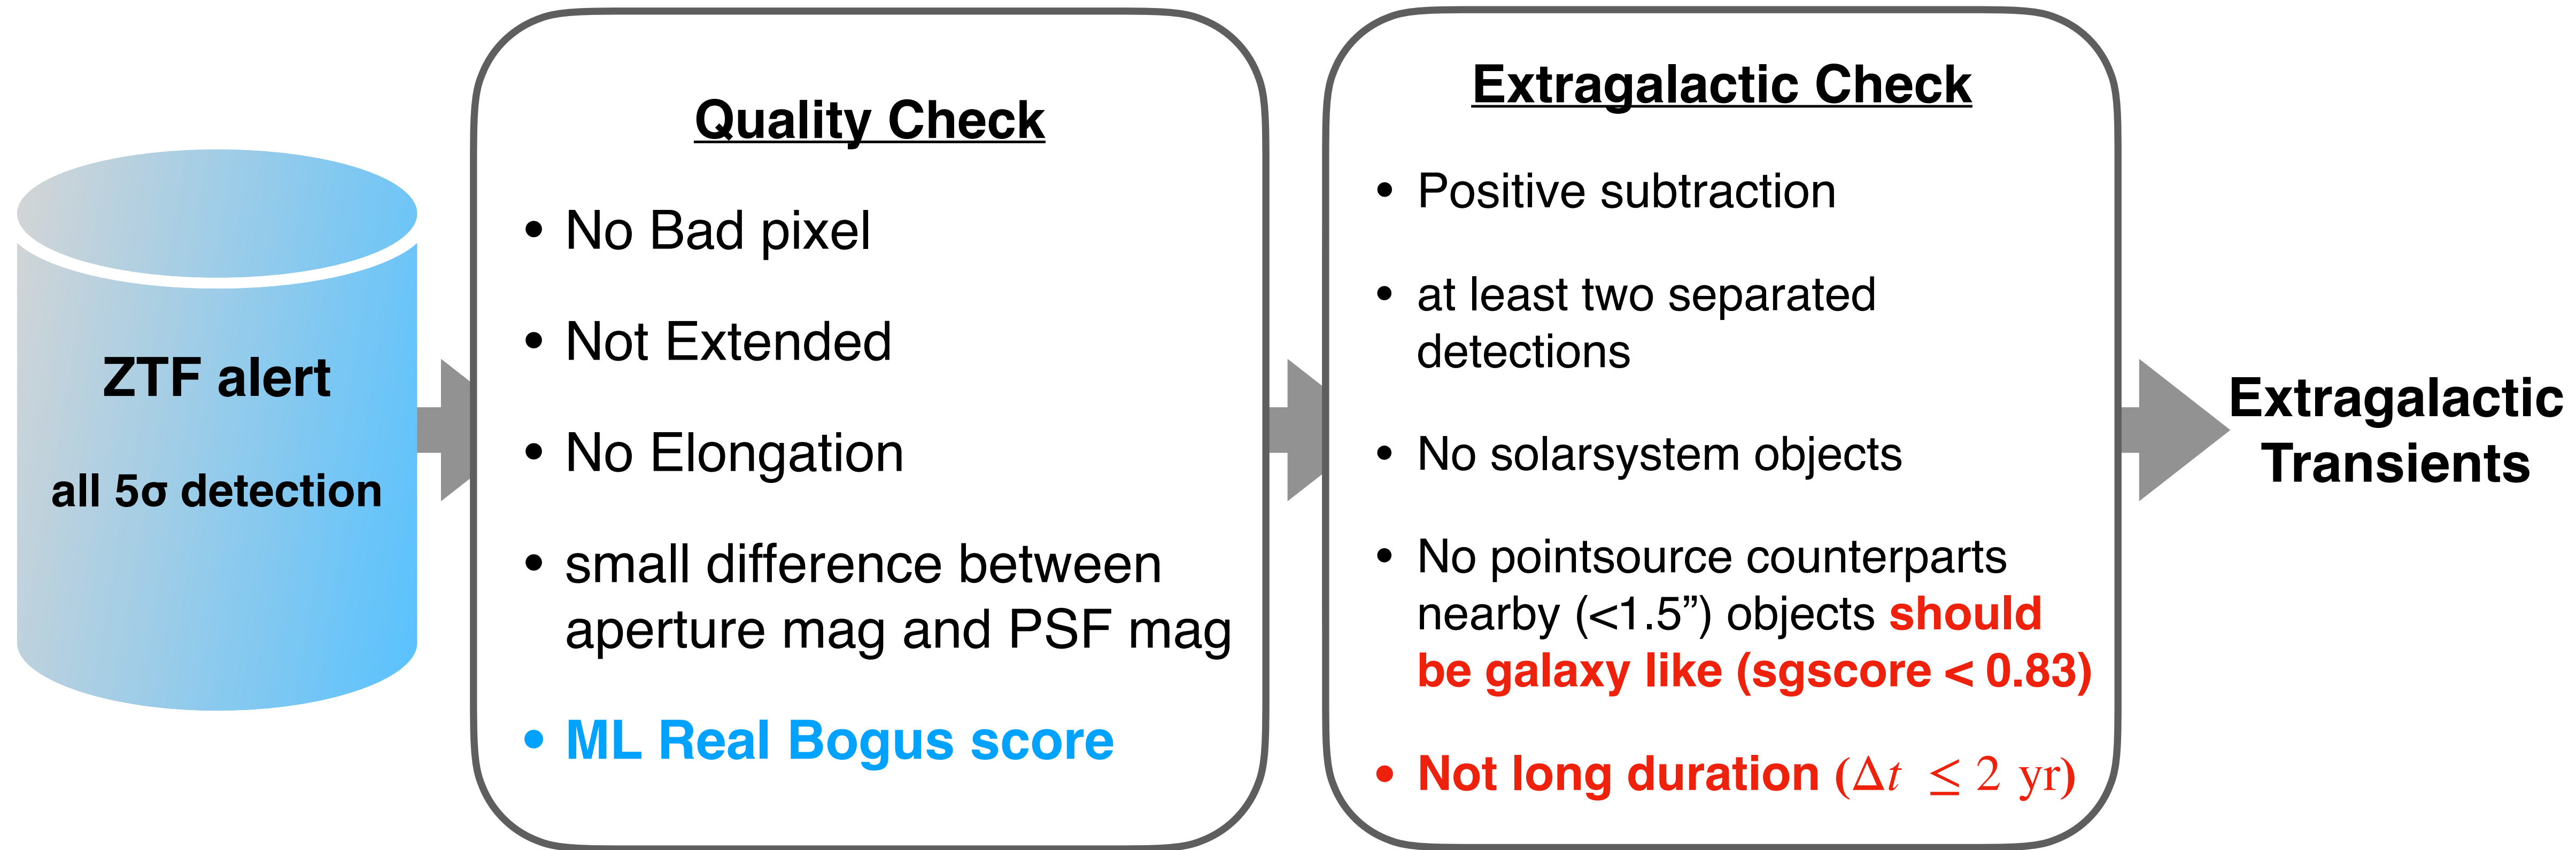 ZTF alert
all 5σ detection
Quality Check
• No Bad pixel
• Not Extended
• No Elongation
• small difference between
aperture mag and PSF mag
• ML Real Bogus score
Extragalactic Check
• Positive subtraction
• at least two separated
detections
• No solarsystem objects
• No pointsource counterparts
nearby (<1.5”) objects should
be galaxy like (sgscore < 0.83)
• Not long duration (Δt ≤ 2 yr)
Extragalactic
Transients